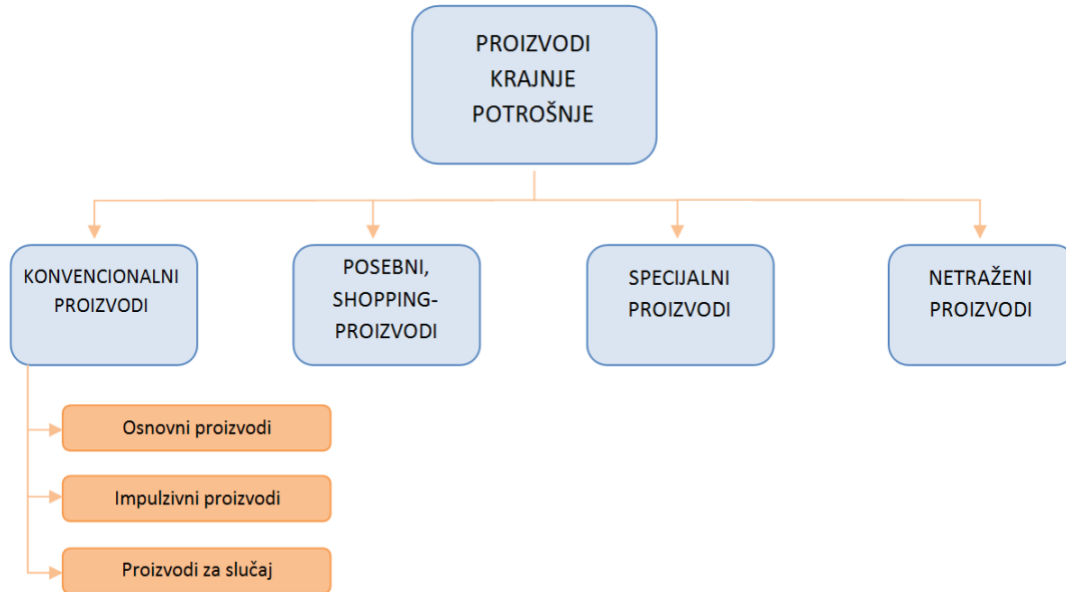 PROIZVODI
KRAJNJE
POTROŠNJE
KONVENCIONALNI
PROIZVODI
POSEBNI,
SHOPPING-
PROIZVODI
SPECIJALNI
PROIZVODI
NETRAŽENI
PROIZVODI
Osnovni proizvodi
Impulzivni proizvodi
Proizvodi za slučaj